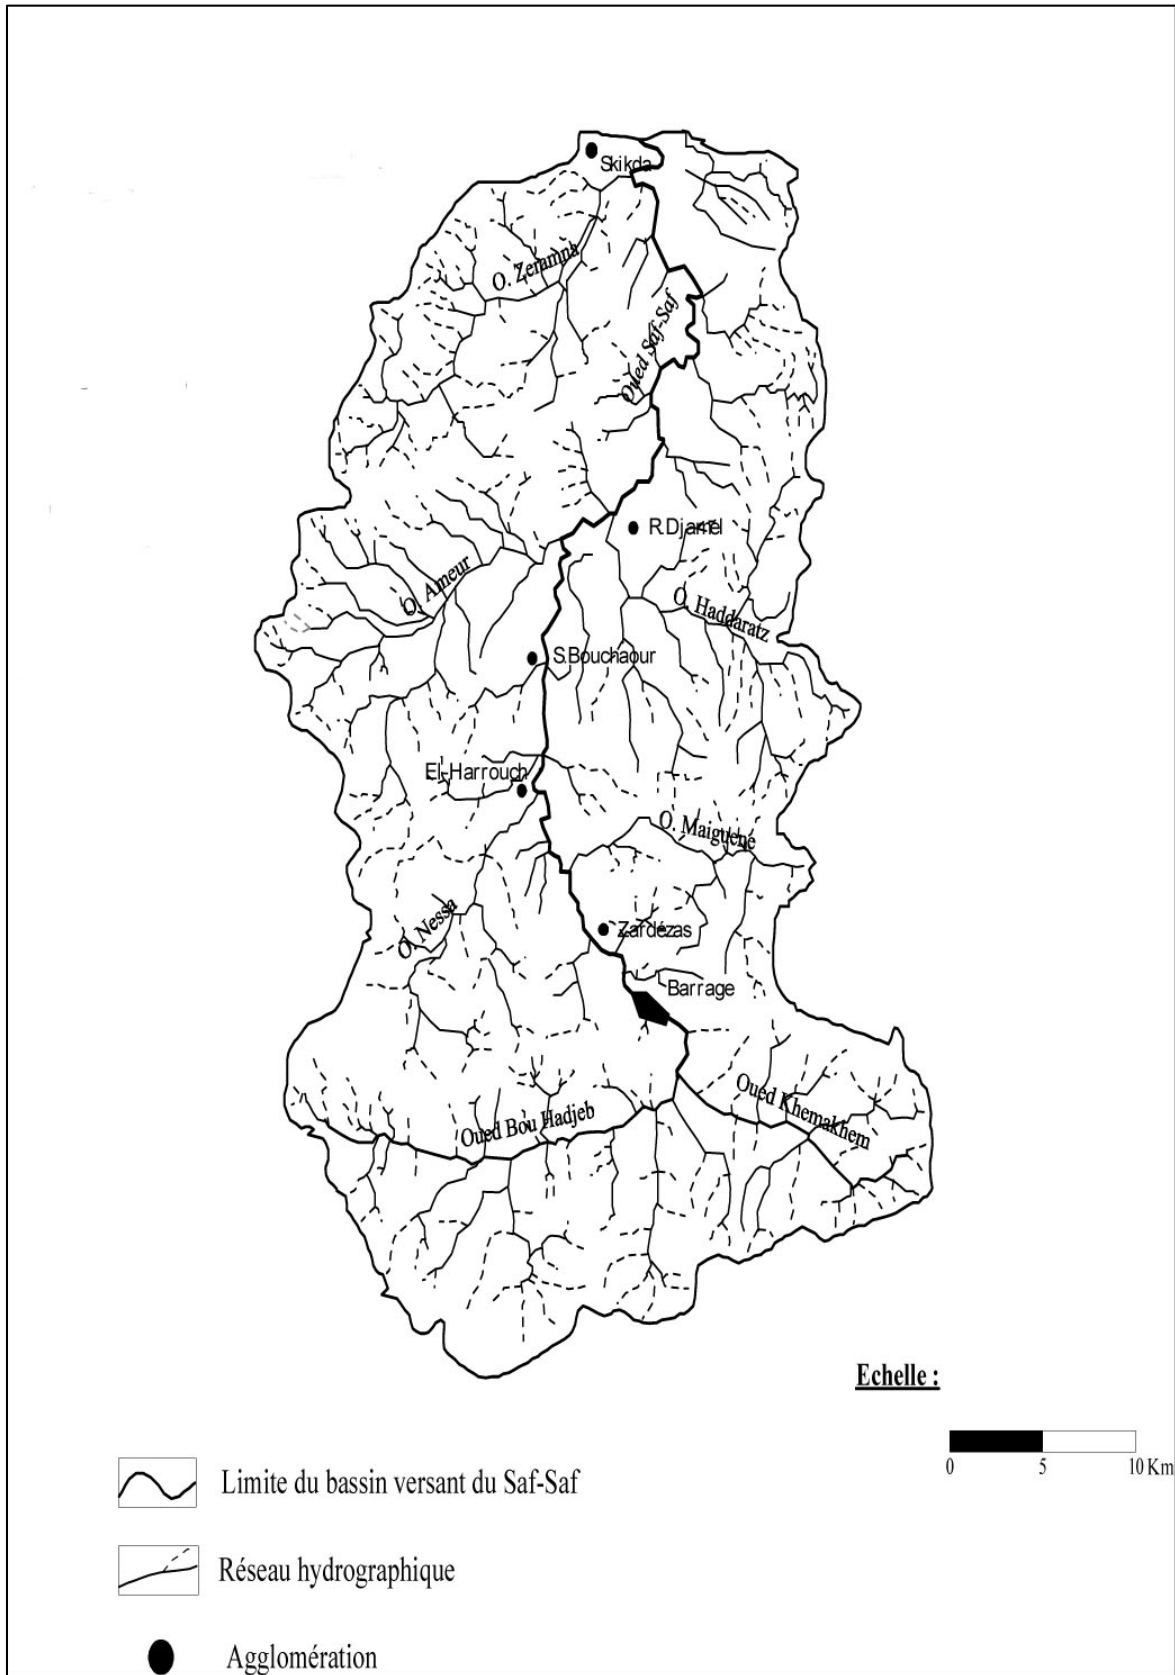 Skikda
O. Zeramna
Oued Saf-Saf
R.Djamel
O. Ameur
O. Haddaratz
S.Bouchaour
El-Harrouch
O. Maiguene
O. Nessa
Zardézas
Barrage
Oued Khemakhem
Oued Bou Hadjeb
Echelle :
0 5 10 Km
Limite du bassin versant du Saf-Saf
Réseau hydrographique
Agglomération